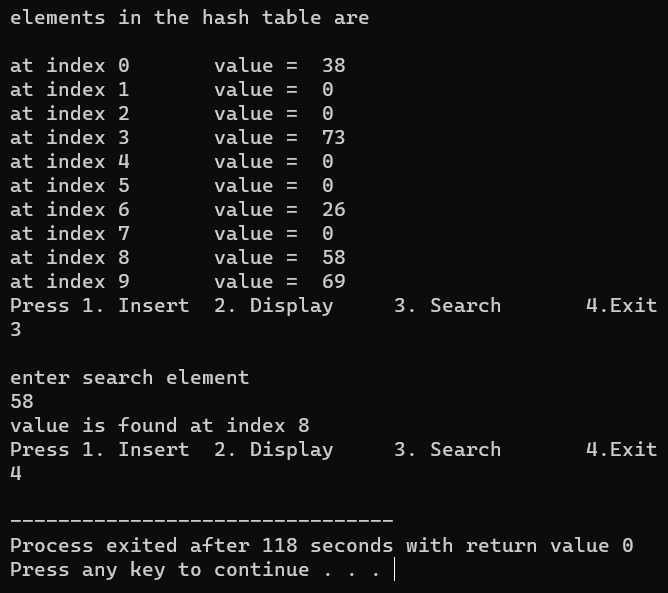 elements in the hash table are
at index 0       value =  38
at index 1       value =  0
at index 2       value =  0
at index 3       value =  73
at index 4       value =  0
at index 5       value =  0
at index 6       value =  26
at index 7       value =  0
at index 8       value =  58
at index 9       value =  69
Press 1. Insert  2. Display     3. Search       4.Exit
3
enter search element
58
value is found at index 8
Press 1. Insert  2. Display     3. Search       4.Exit
4
--------------------------------
Process exited after 118 seconds with return value 0
Press any key to continue . . .